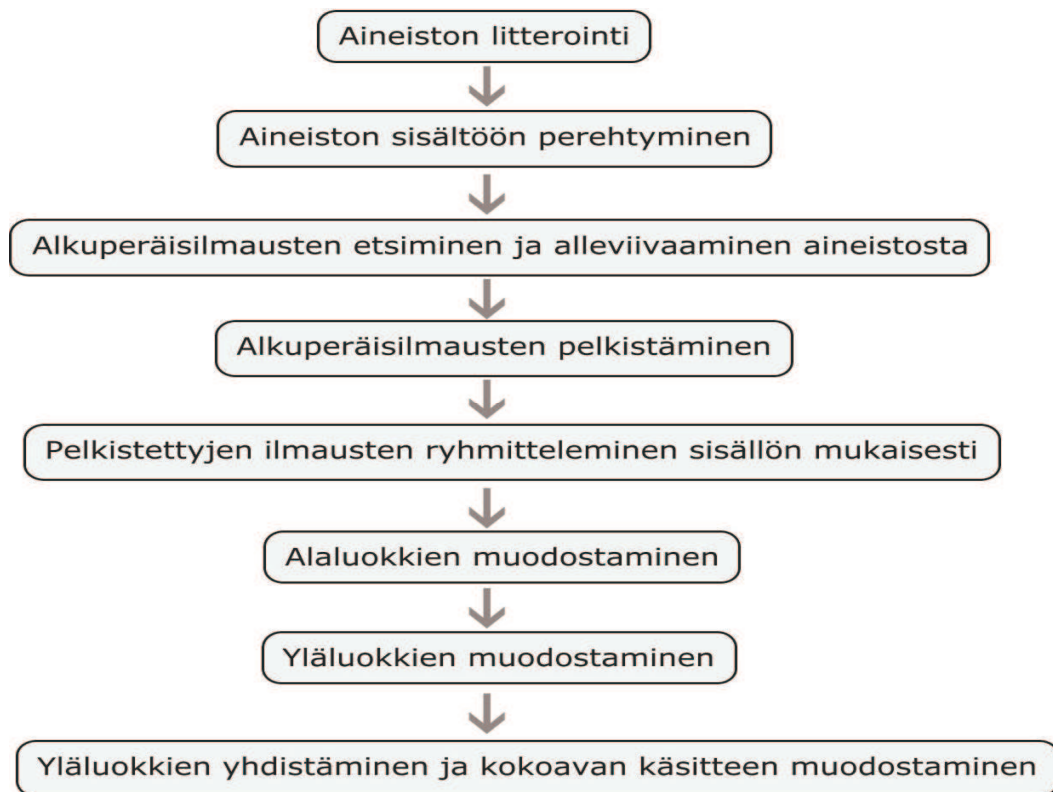 Aineiston litterointi
Aineiston sisältöön perehtyminen
Alkuperäisilmausten etsiminen ja alleviivaaminen aineistosta
Alkuperäisilmausten pelkistäminen
Pelkistettyjen ilmausten ryhmitteleminen sisällön mukaisesti
Alaluokkien muodostaminen
Yläluokkien muodostaminen
Yläluokkien yhdistäminen ja kokoavan käsitteen muodostaminen